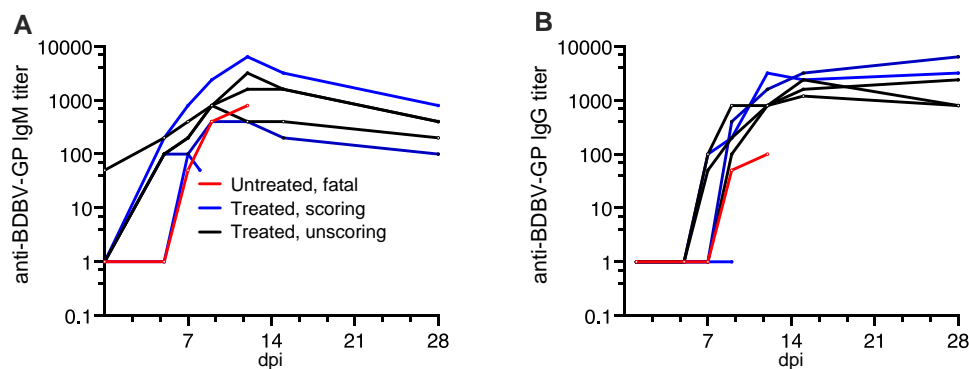 A
B
10000
1000
100
10
1
0.1
anti-BDBV-GP IgM titer
Untreated, fatal
Treated, scoring
Treated, unscoring
7
14
21
28
dpi
10000
1000
100
10
1
0.1
anti-BDBV-GP IgG titer
7
14
21
28
dpi